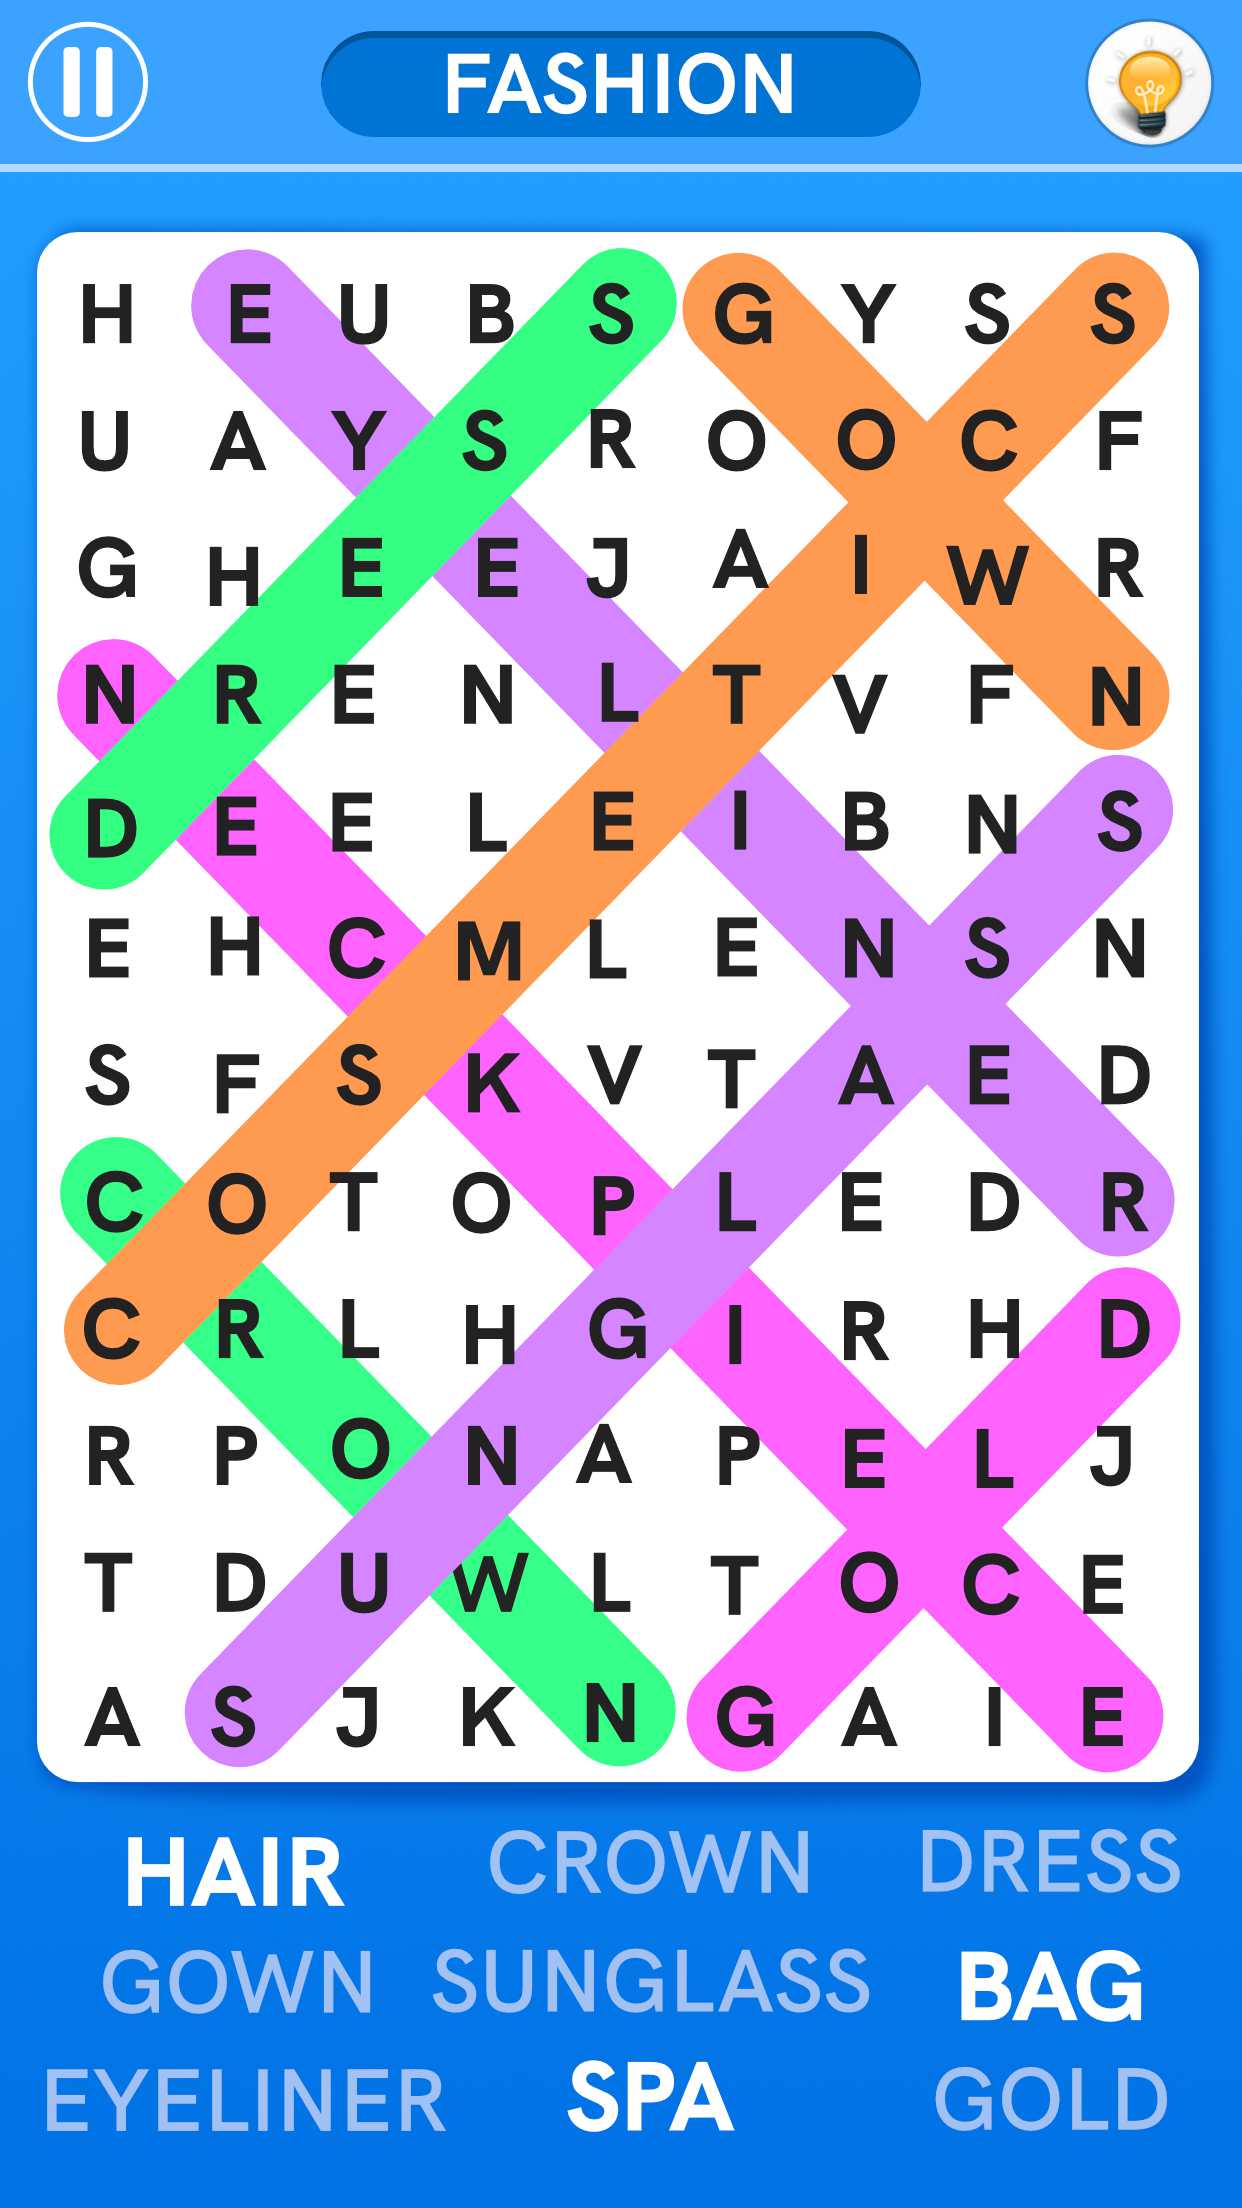 FASHION
H E U B S G Y S S
U A Y S R O O C F
G H E E J A I W R
N R E N L T V F N
D E E L E I B N S
E H C M L E N S N
S F S K V T A E D
C O T O P L E D R
C R L H G I R H D
R P O N A P E L J
T D U W L T O C E
A S J K N G A I E
HAIR CROWN DRESS
GOWN SUNGLASS BAG
EYELINER SPA GOLD